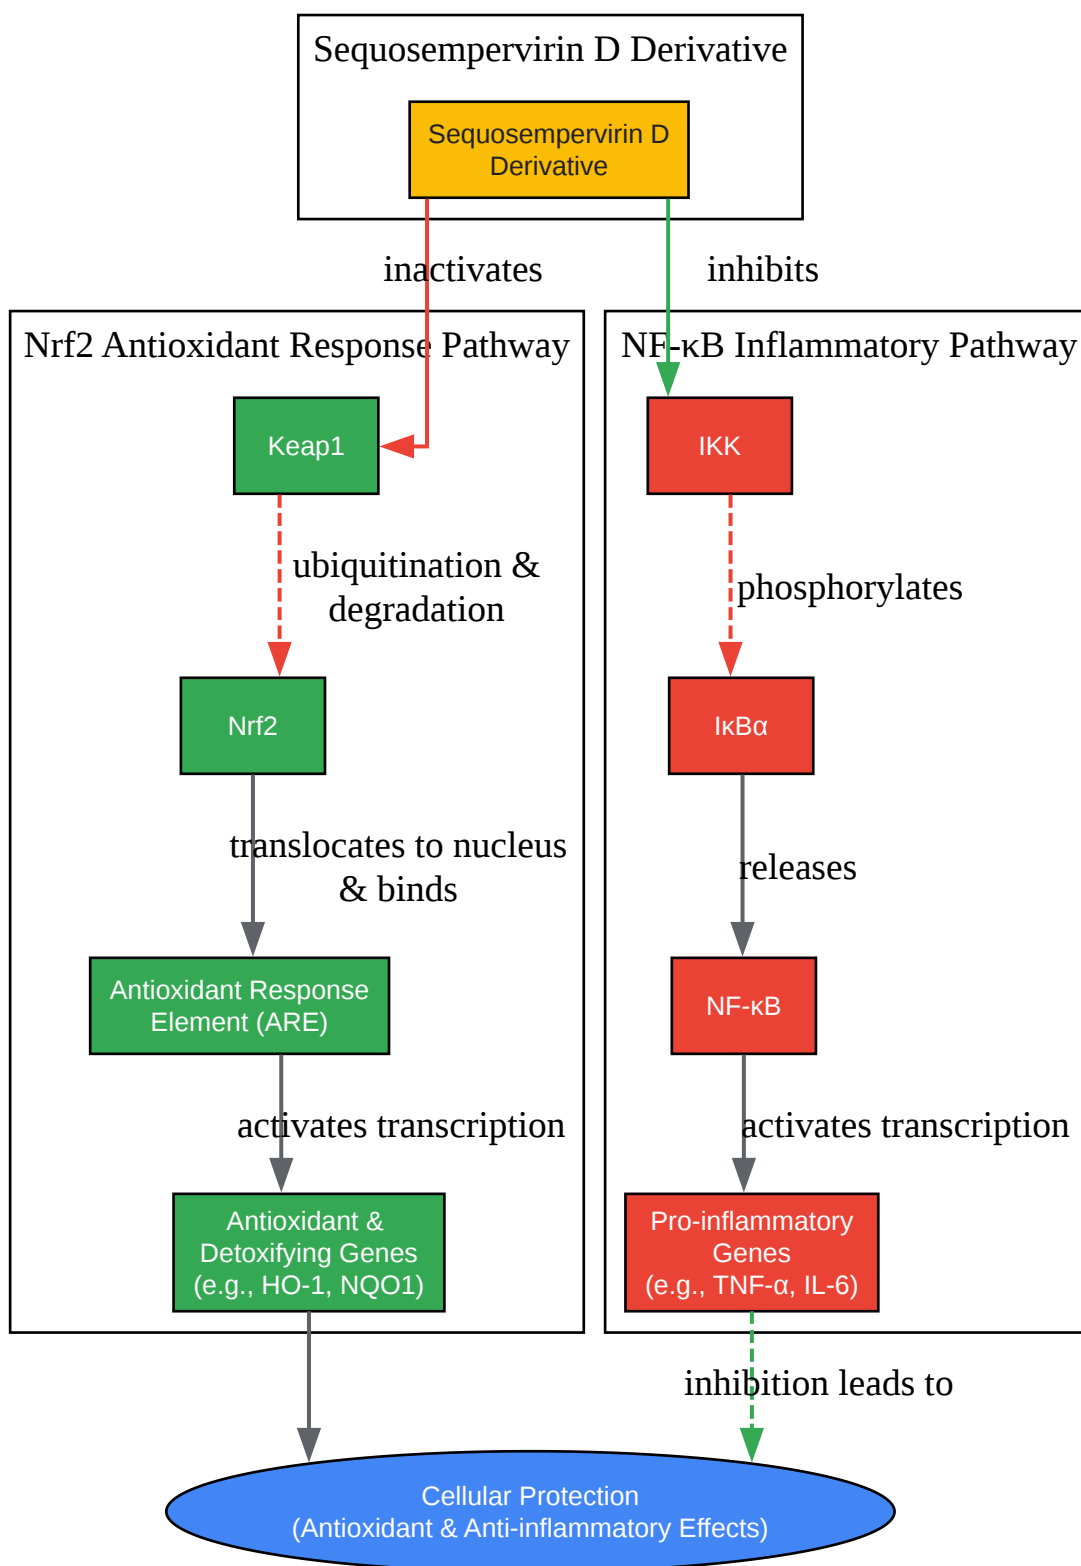 Sequosempervirin D Derivative
Sequosempervirin D
Derivative
inactivates
inhibits
Nrf2 Antioxidant Response Pathway
NF-κB Inflammatory Pathway
Keap1
IKK
ubiquitination &
degradation
phosphorylates
Nrf2
IκBα
translocates to nucleus
& binds
releases
Antioxidant Response
Element (ARE)
NF-κB
activates transcription
activates transcription
Antioxidant &
Detoxifying Genes
(e.g., HO-1, NQO1)
Pro-inflammatory
Genes
(e.g., TNF-α, IL-6)
inhibition leads to
Cellular Protection
(Antioxidant & Anti-inflammatory Effects)